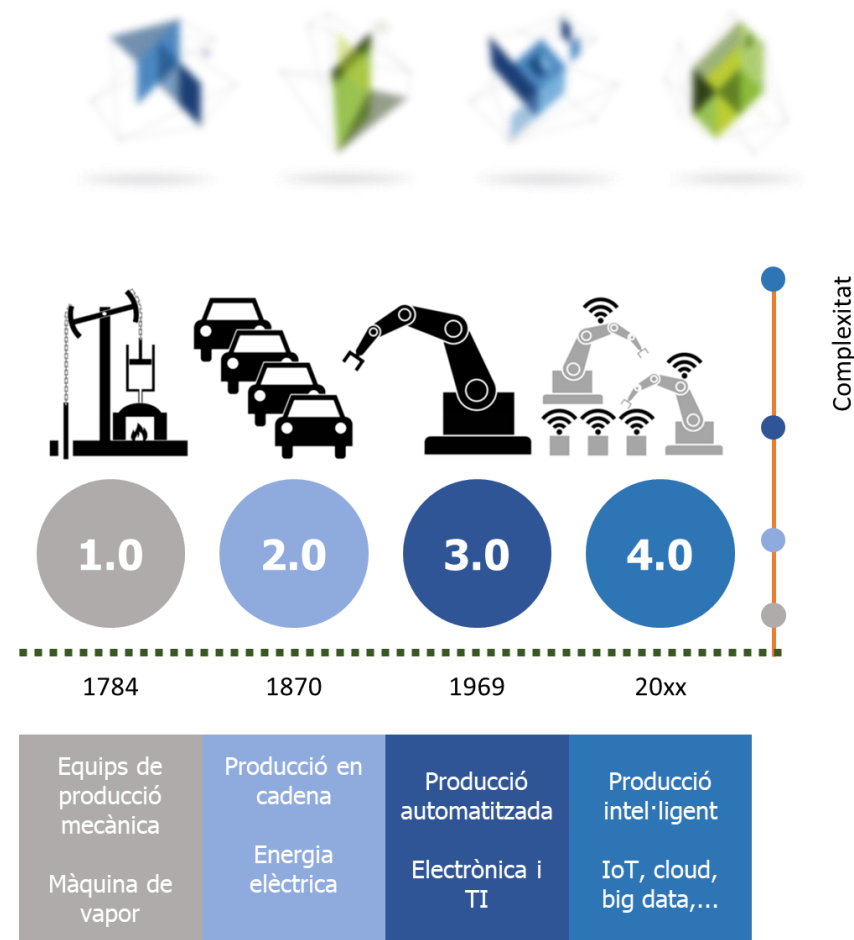 Complexitat
1.0
2.0
3.0
4.0
1784
1870
1969
20xx
Equips de
producció
mecànica
Màquina de
vapor
Producció en
cadena
Energia
elèctrica
Producció
automatitzada
Electrònica i
TI
Producció
intel·ligent
IoT, cloud,
big data,...